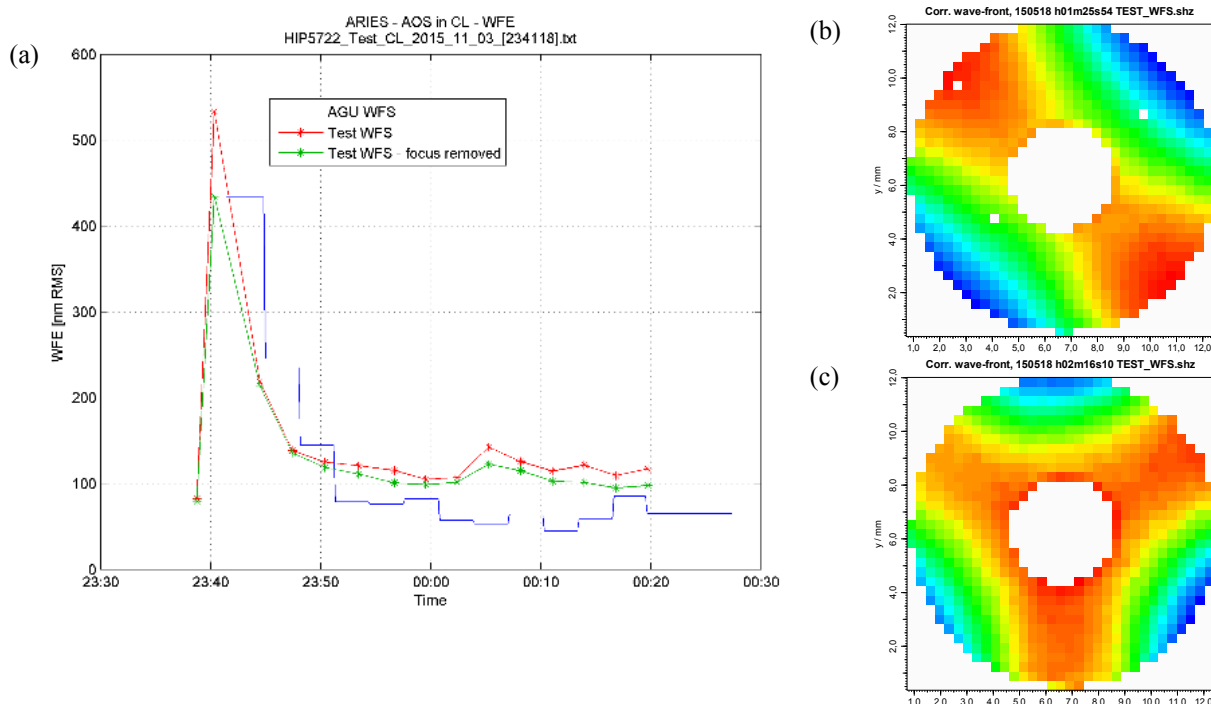 (a)
ARIES - AOS in CL - WFE
HIP5722_Test_CL_2015_11_03_[234118].txt
600
500
400
300
200
100
0
WFE [nm RMS]
AGU WFS
Test WFS
Test WFS - focus removed
23:30
23:40
23:50
00:00
00:10
00:20
00:30
Time
(b)
Corr. wave-front, 150518 h01m25s54 TEST_WFS.shz
12,0
10,0
8,0
6,0
4,0
2,0
y / mm
1,0 2,0 3,0 4,0 5,0 6,0 7,0 8,0 9,0 10,0 11,0 12,0
(c)
Corr. wave-front, 150518 h02m16s10 TEST_WFS.shz
12,0
10,0
8,0
6,0
4,0
2,0
y / mm
1,0 2,0 3,0 4,0 5,0 6,0 7,0 8,0 9,0 10,0 11,0 12,0